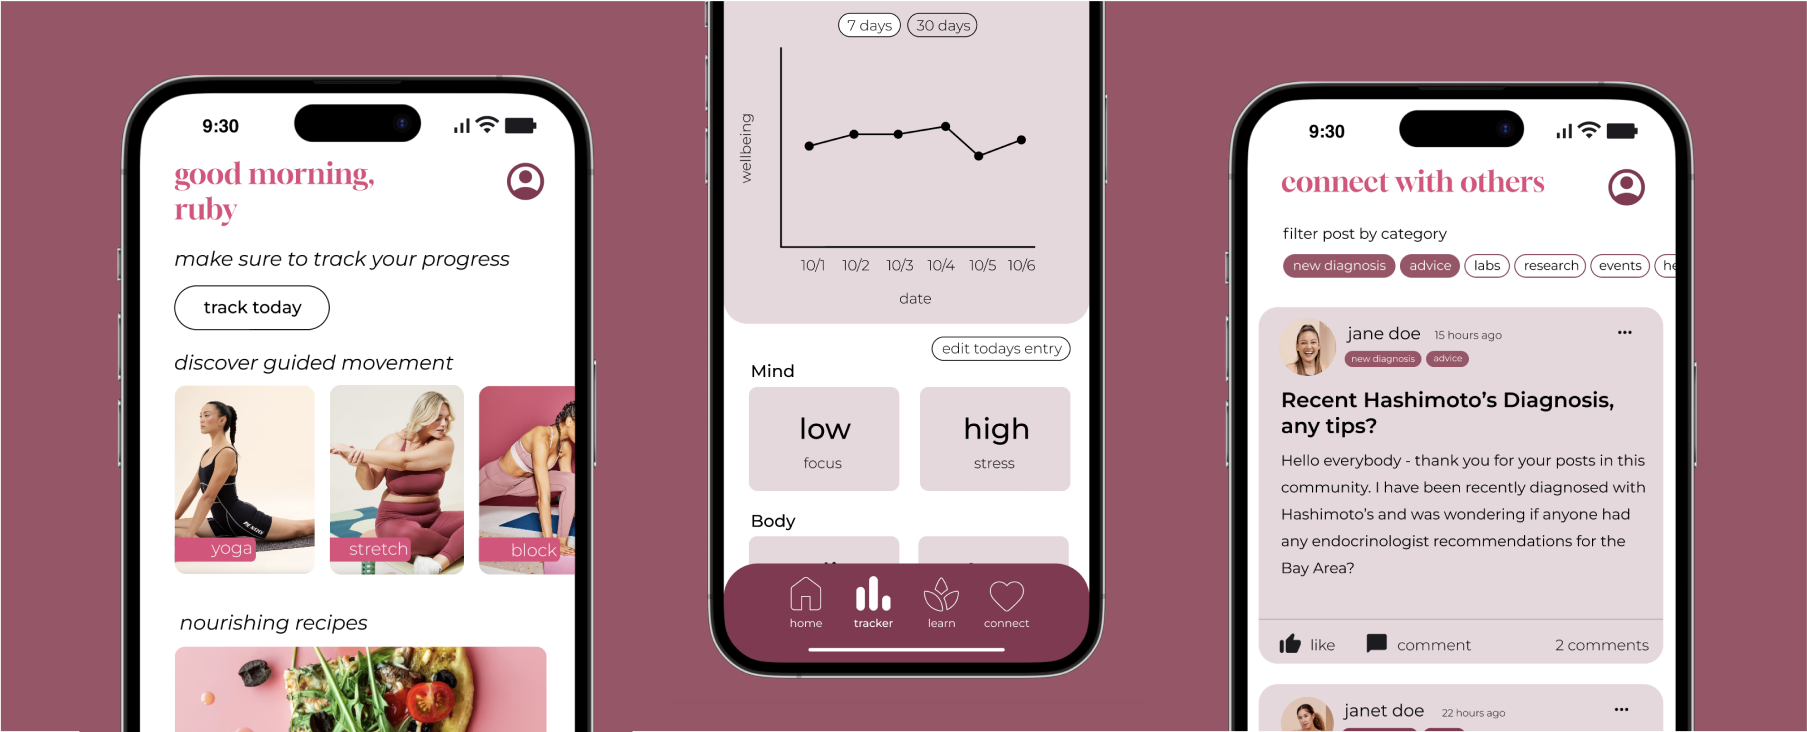 9:30
good morning,
ruby
make sure to track your progress
track today
discover guided movement
yoga
stretch
block
nourishing recipes
7 days
30 days
wellbeing
10/1 10/2 10/3 10/4 10/5 10/6
date
edit todays entry
Mind
low
focus
high
stress
Body
home
tracker
learn
connect
9:30
connect with others
filter post by category
new diagnosis
advice
labs
research
events
he
jane doe
15 hours ago
new diagnosis
advice
Recent Hashimoto’s Diagnosis,
any tips?
Hello everybody - thank you for your posts in this
community. I have been recently diagnosed with
Hashimoto’s and was wondering if anyone had
any endocrinologist recommendations for the
Bay Area?
like
comment
2 comments
janet doe
22 hours ago